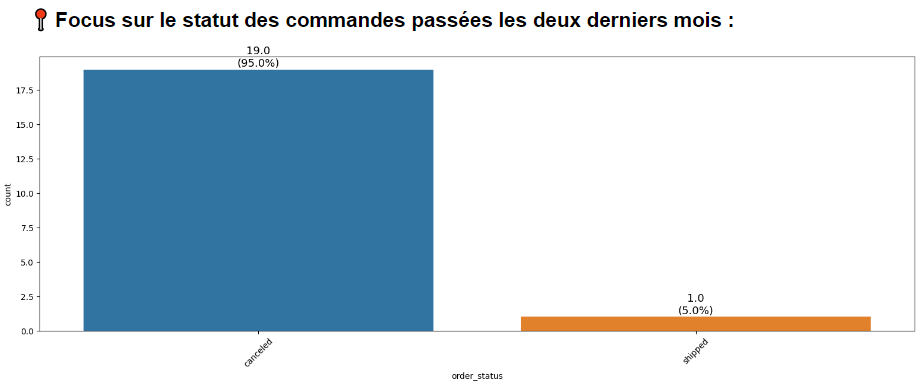 Focus sur le statut des commandes passées les deux derniers mois :
19.0
(95.0%)
17.5
15.0
12.5
10.0
7.5
5.0
2.5
0.0
count
1.0
(5.0%)
canceled
shipped
order_status